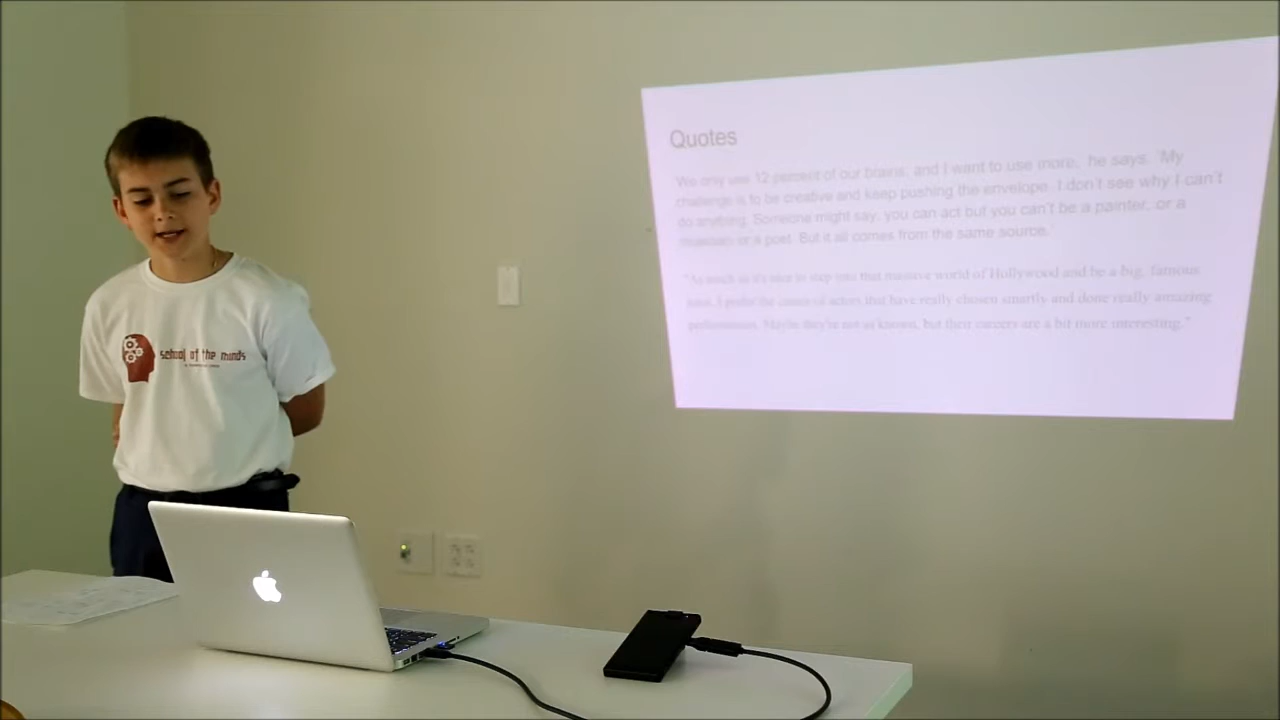 Quotes
We only use 12 percent of our brains, and I want to use more, he says. 'My
challenge is to be creative and keep pushing the envelope. I don't see why I can't
do anything. Someone might say, you can act but you can't be a painter, or a
musician or a poet. But it all comes from the same source.'
"As much as it's nice to step into that massive world of Hollywood and be a big, famous
I prefer the of actors that have really chosen smartly and done really amazing
performances. Maybe they're not as known, but their careers are a bit more interesting."
school of the minds